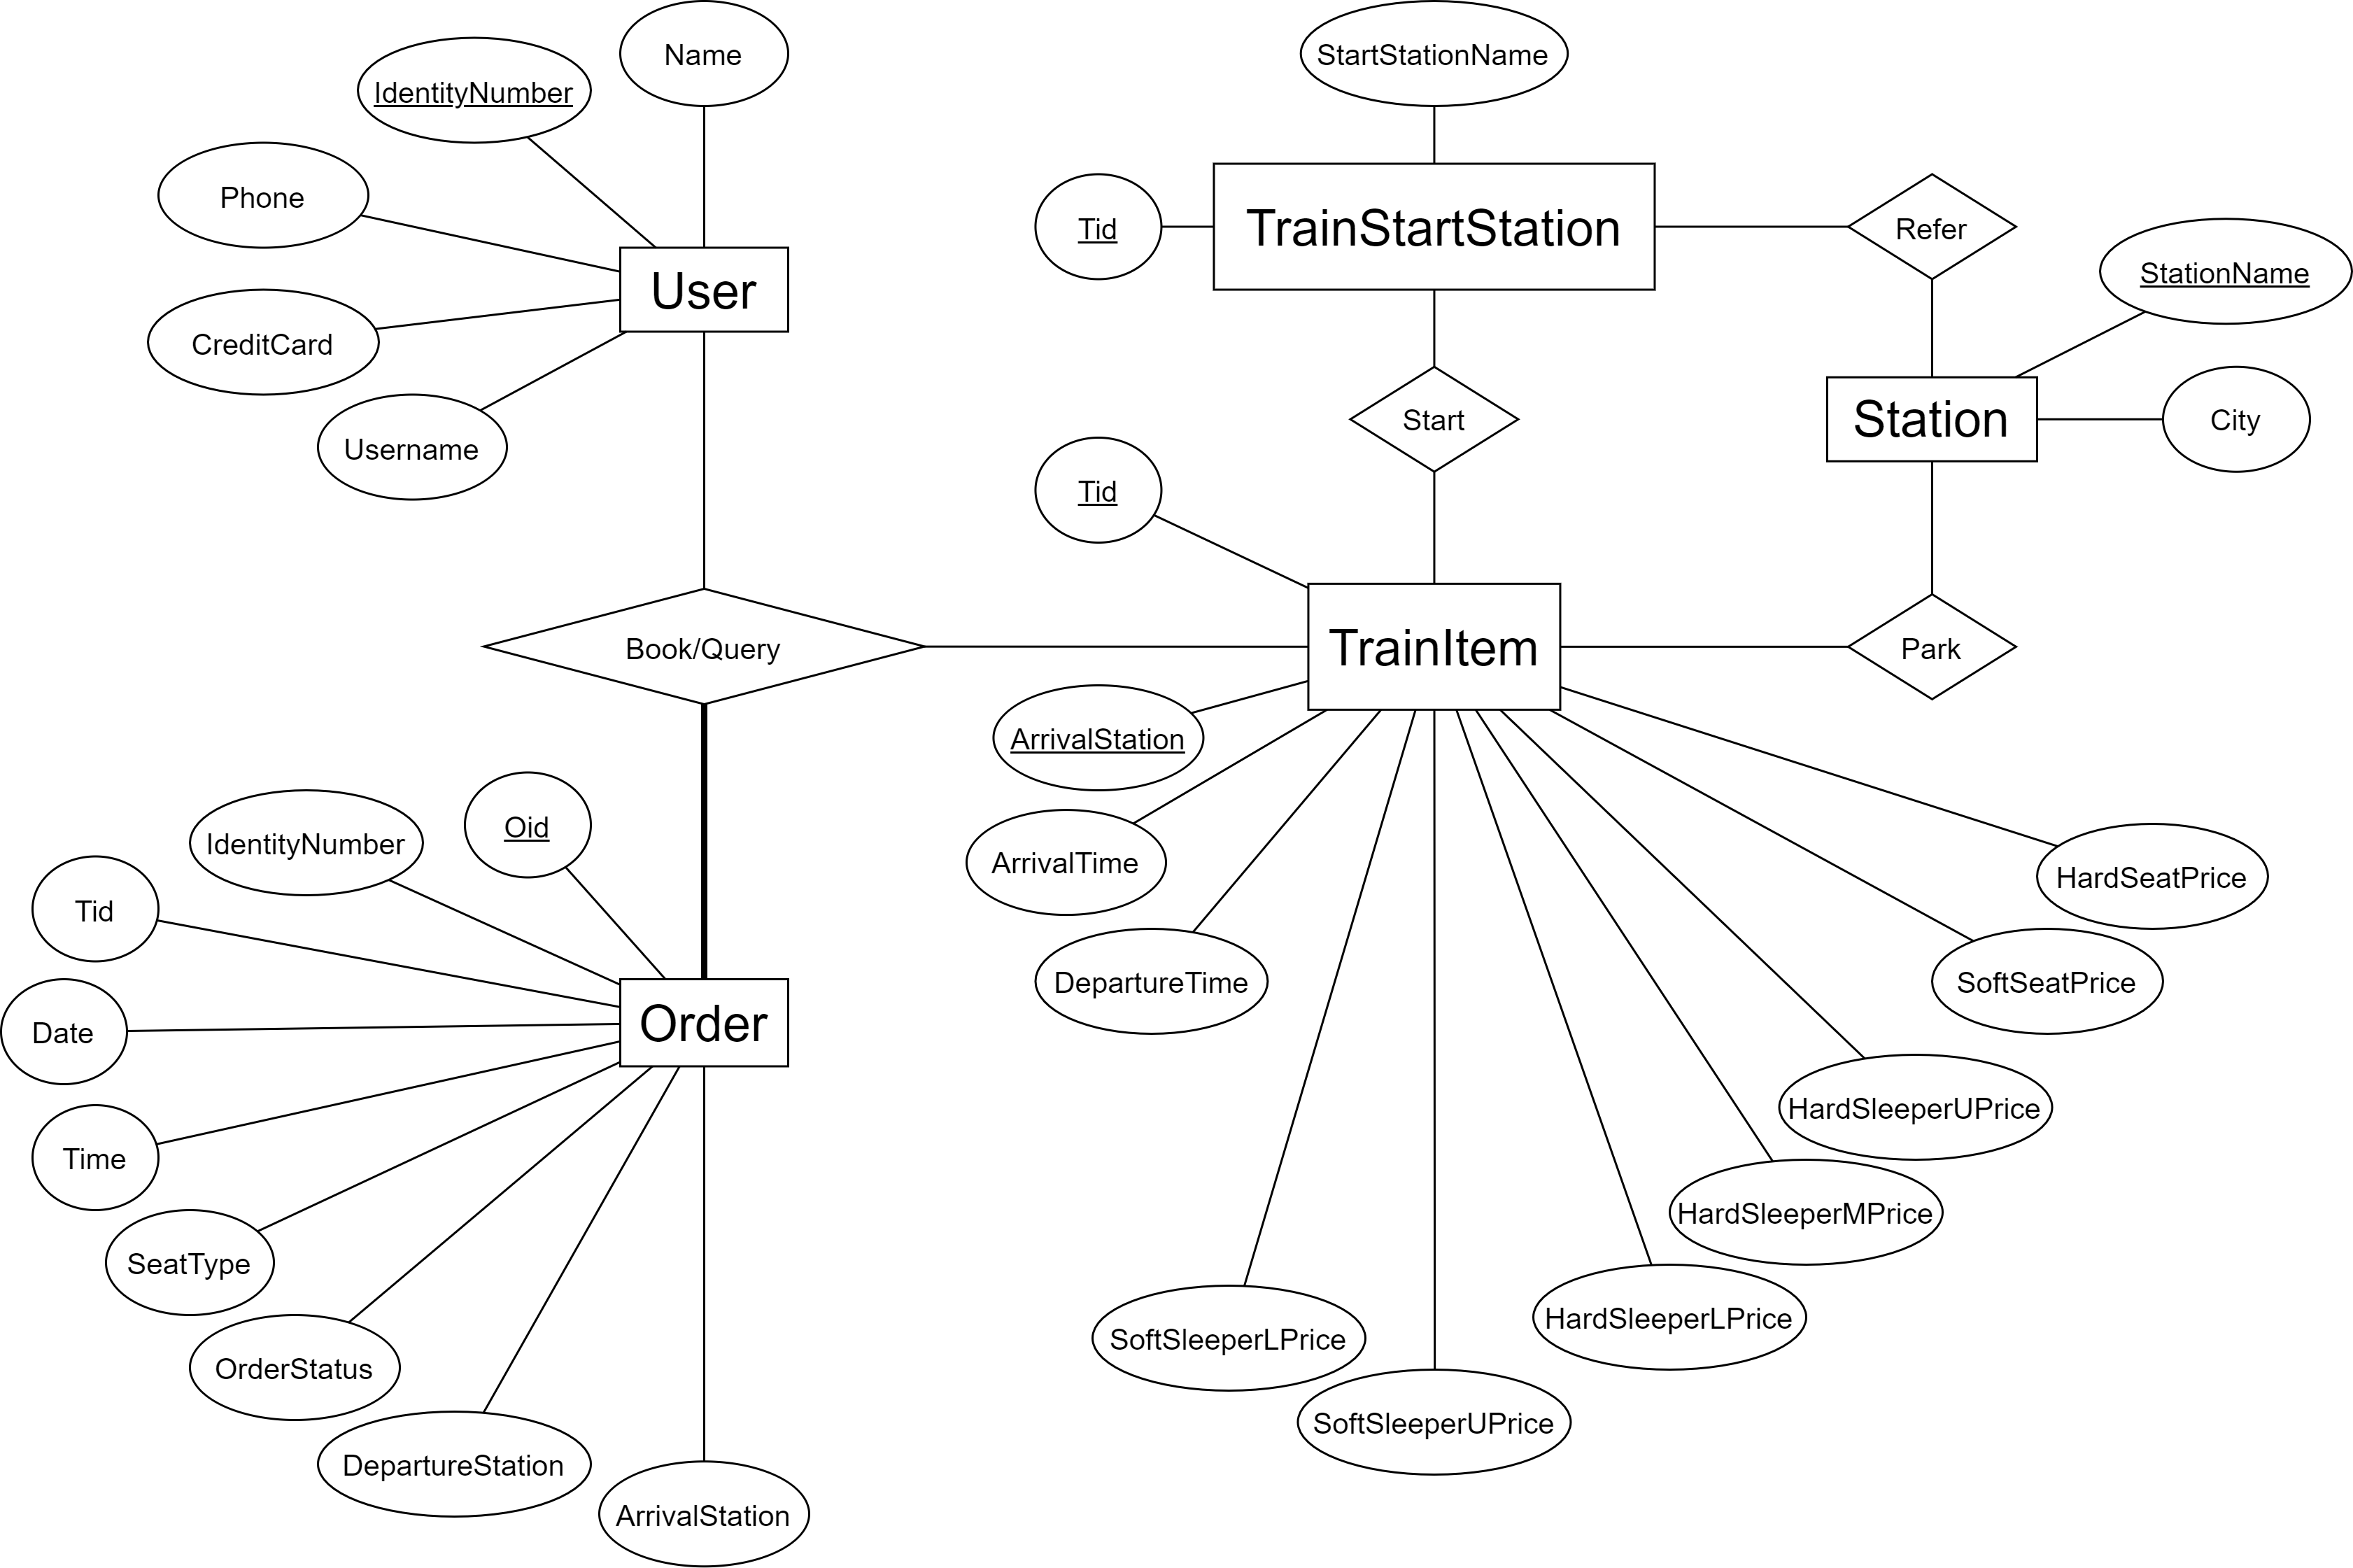 Name
StartStationName
IdentityNumber
Phone
User
CreditCard
Username
Tid
TrainStartStation
Refer
StationName
Start
Station
City
Tid
Book/Query
TrainItem
Park
ArrivalStation
ArrivalTime
DepartureTime
HardSeatPrice
SoftSeatPrice
HardSleeperUPrice
HardSleeperMPrice
HardSleeperLPrice
SoftSleeperLPrice
SoftSleeperUPrice
Oid
IdentityNumber
Tid
Date
Order
Time
SeatType
OrderStatus
DepartureStation
ArrivalStation